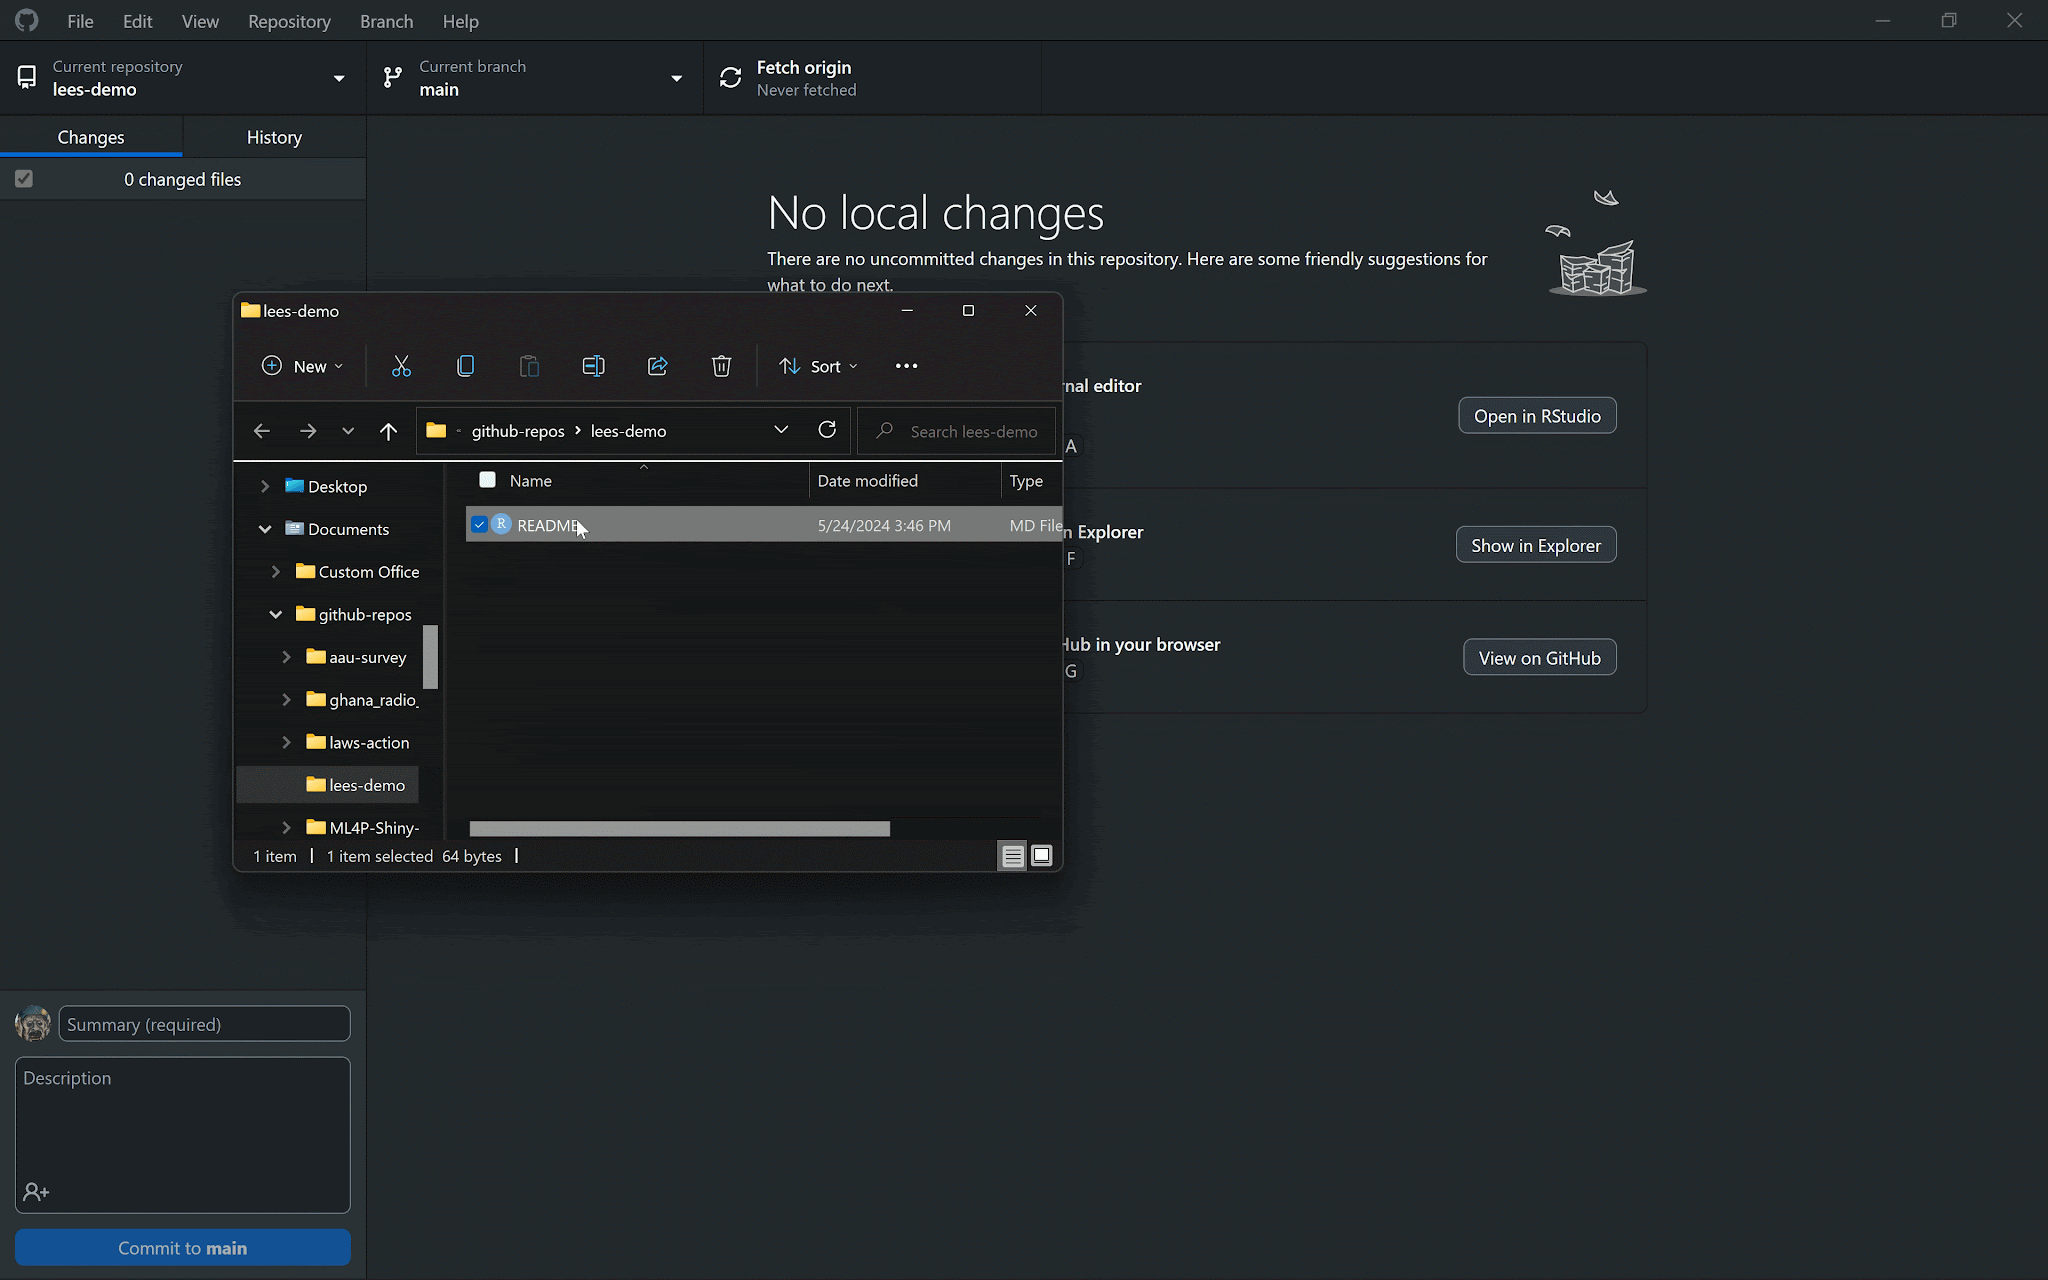 File Edit View Repository Branch Help
Current repository
lees-demo
Current branch
main
Fetch origin
Never fetched
Changes History
0 changed files
No local changes
There are no uncommitted changes in this repository. Here are some friendly suggestions for
what to do next.
nal editor
A
Open in RStudio
n Explorer
F
Show in Explorer
Hub in your browser
G
View on GitHub
lees-demo
New Sort
github-repos > lees-demo
Search lees-demo
Name Date modified Type
README 5/24/2024 3:46 PM MD File
Desktop
Documents
Custom Office
github-repos
aau-survey
ghana_radio_
laws-action
lees-demo
ML4P-Shiny-
1 item | 1 item selected 64 bytes |
Summary (required)
Description
Commit to main